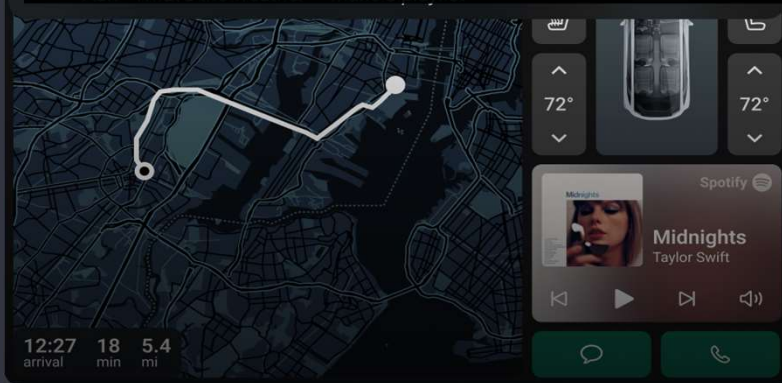 72°
72°
Spotify
Midnights
Midnights
Taylor Swift
12:27 18 5.4
arrival min mi